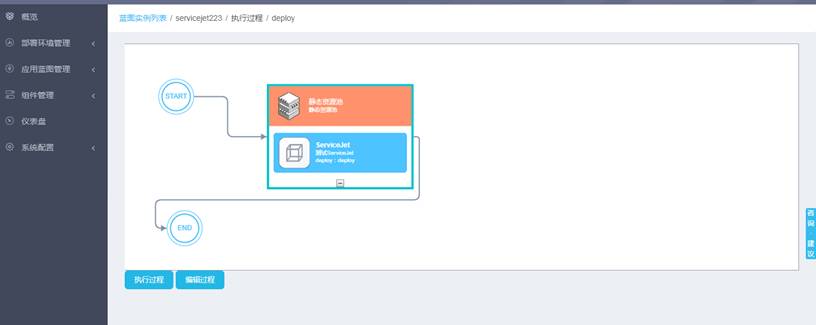 概览
部署环境管理
应用蓝图管理
组件管理
仪表盘
系统配置
蓝图实例列表 / servicejet223 / 执行过程 / deploy
START
静态资源池
静态资源池
ServiceJet
测试ServiceJet
deploy：deploy
END
执行过程 编辑过程
咨询·建议